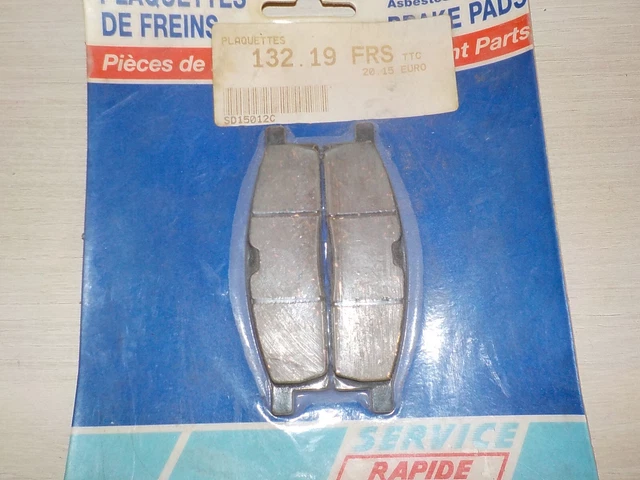 PLAQUETTES
DE FREINS
Asbestos
BRAKE PADS
Pièces de
nt Parts
PLAQUETTES
132.19 FRS TTC
20.15 EURO
SD15012C
SERVICE
RAPIDE